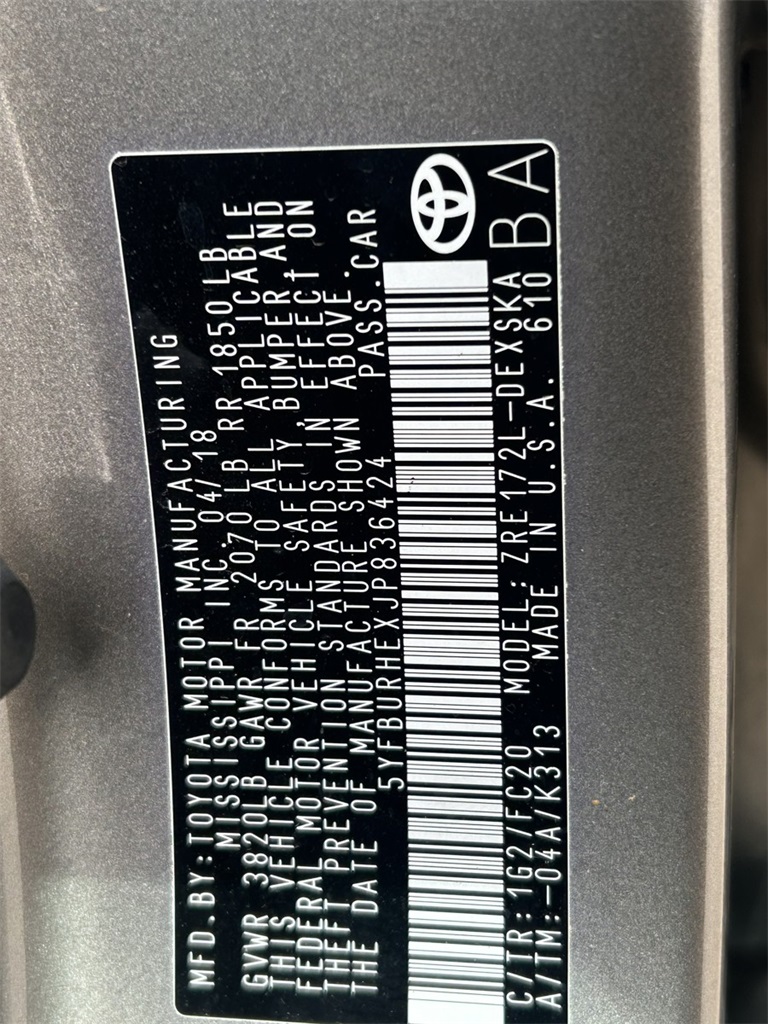 MFD.BY:TOYOTA MOTOR MANUFACTURING
MISSISSIPPI INC. 04/18
GVWR 3820LB GAWR FR 2070 LB RR 1850 LB
THIS VEHICLE CONFORMS TO ALL APPLICABLE
FEDERAL MOTOR VEHICLE SAFETY, BUMPER, AND
THEFT PREVENTION STANDARDS IN EFFECT ON
THE DATE OF MANUFACTURE SHOWN ABOVE.
5YFBURHEXJP836424 PASS.CAR
C/TR:1G2/FC20 MODEL:ZRE172L-DEXSKA
A/TM:-04A/K313 MADE IN U.S.A. 610
BA